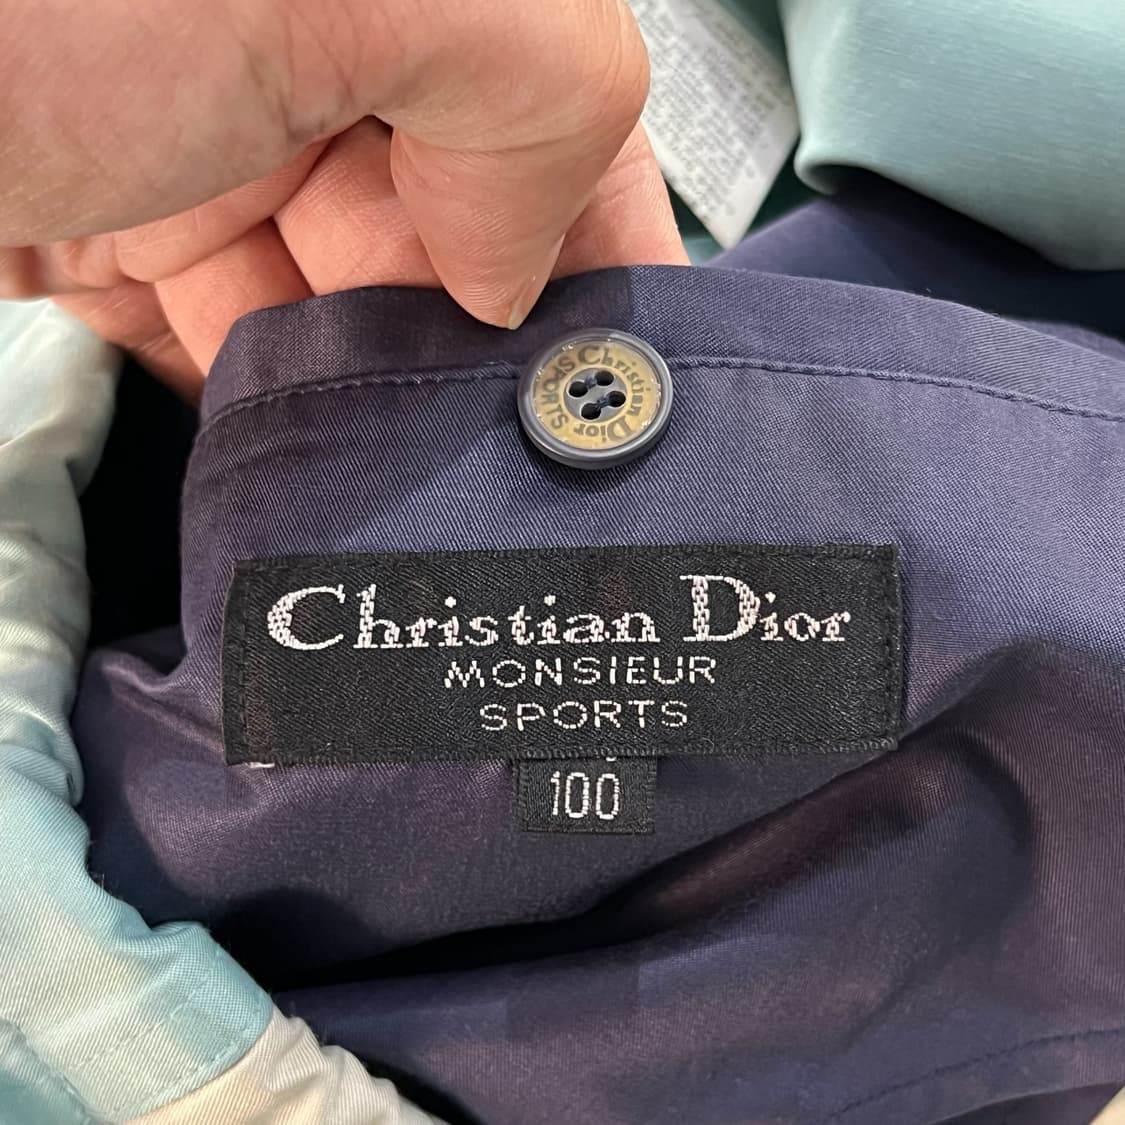 Christian Dior SPORTS
Christian Dior
MONSIEUR
SPORTS
100